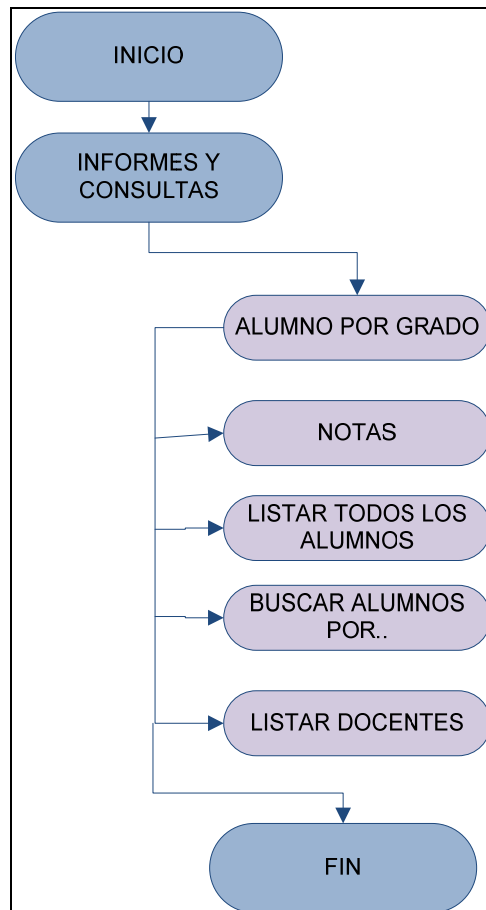 INICIO
INFORMES Y
CONSULTAS
ALUMNO POR GRADO
NOTAS
LISTAR TODOS LOS
ALUMNOS
BUSCAR ALUMNOS
POR..
LISTAR DOCENTES
FIN